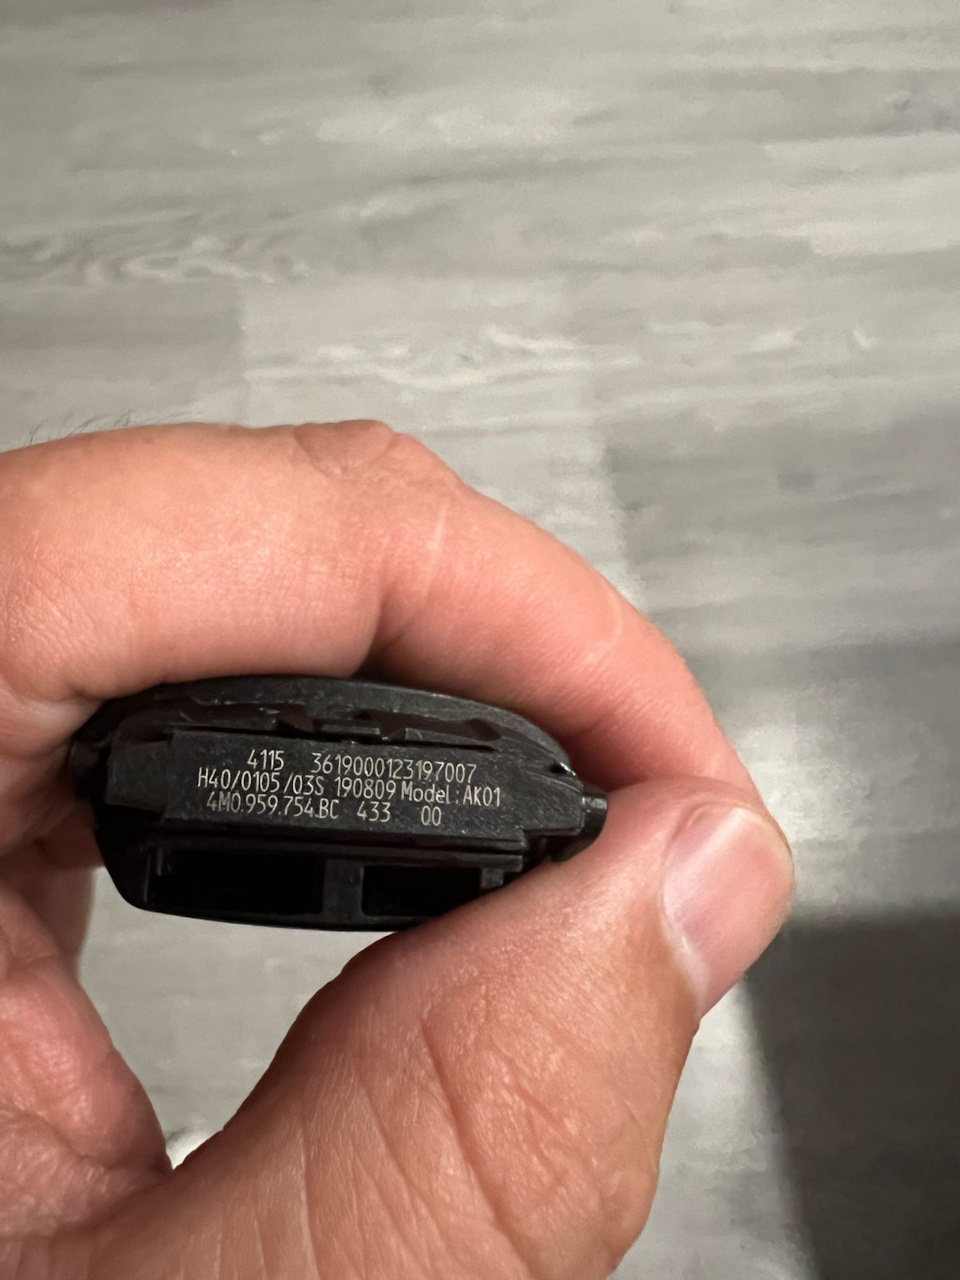 4115 3619000123197007
H40/0105/03S 190809 Model:AK01
4M0.959.754.BC 433 00